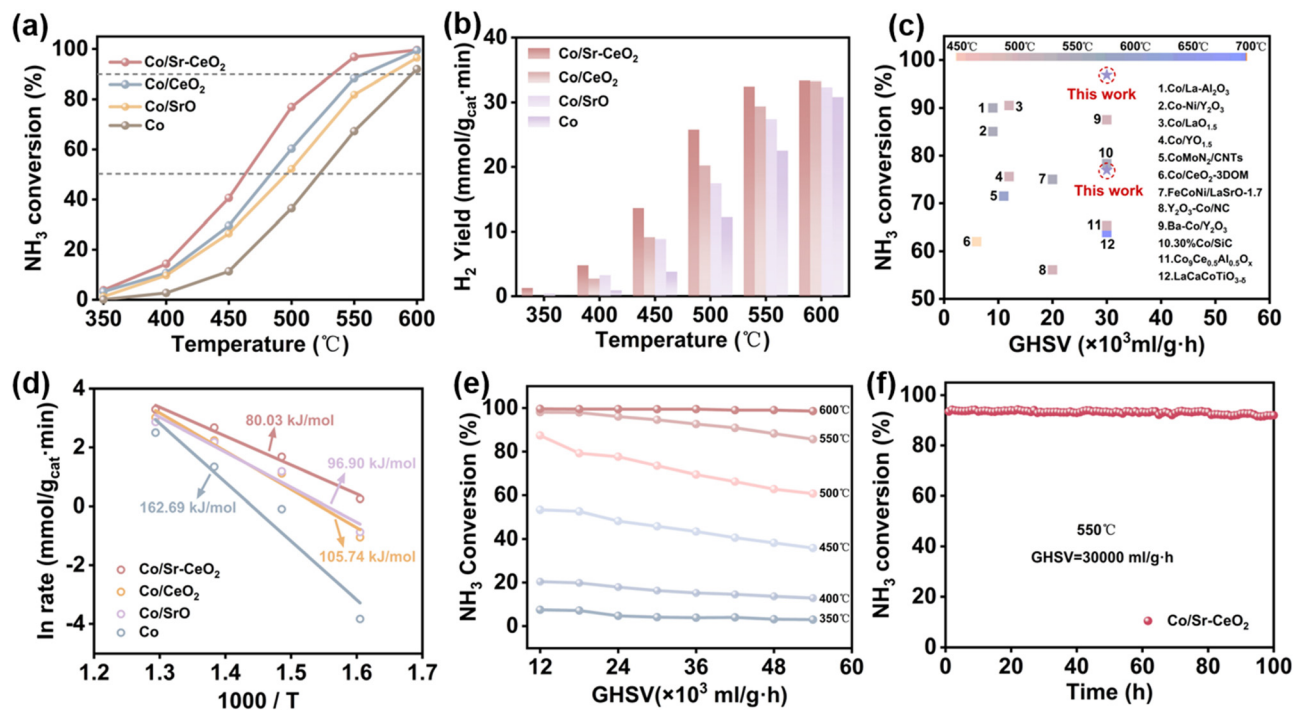 (a)
NH₃ conversion (%)
100
80
60
40
20
0
Co/Sr-CeO₂
Co/CeO₂
Co/SrO
Co
350 400 450 500 550 600
Temperature (℃)
(b)
H₂ Yield (mmol/g_cat·min)
40
30
20
10
0
Co/Sr-CeO₂
Co/CeO₂
Co/SrO
Co
350 400 450 500 550 600
Temperature (℃)
(c)
NH₃ conversion (%)
100
90
80
70
60
50
450℃ 500℃ 550℃ 600℃ 650℃ 700℃
This work
This work
1
2
3
4
5
6
7
8
9
10
11
12
1.Co/La-Al₂O₃
2.Co-Ni/Y₂O₃
3.Co/LaO₁.₅
4.Co/YO₁.₅
5.CoMoN₂/CNTs
6.Co/CeO₂-3DOM
7.FeCoNi/LaSrO-1.7
8.Y₂O₃-Co/NC
9.Ba-Co/Y₂O₃
10.30%Co/SiC
11.Co₉Ce₀.₅Al₀.₅Oₓ
12.LaCaCoTiO₃₋δ
0 10 20 30 40 50 60
GHSV (×10³ml/g·h)
(d)
ln rate (mmol/g_cat·min)
4
2
0
-2
-4
80.03 kJ/mol
96.90 kJ/mol
162.69 kJ/mol
105.74 kJ/mol
Co/Sr-CeO₂
Co/CeO₂
Co/SrO
Co
1.2 1.3 1.4 1.5 1.6 1.7
1000 / T
(e)
NH₃ Conversion (%)
100
80
60
40
20
0
600℃
550℃
500℃
450℃
400℃
350℃
12 24 36 48 60
GHSV(×10³ ml/g·h)
(f)
NH₃ conversion (%)
100
80
60
40
20
0
550℃
GHSV=30000 ml/g·h
Co/Sr-CeO₂
0 20 40 60 80 100
Time (h)